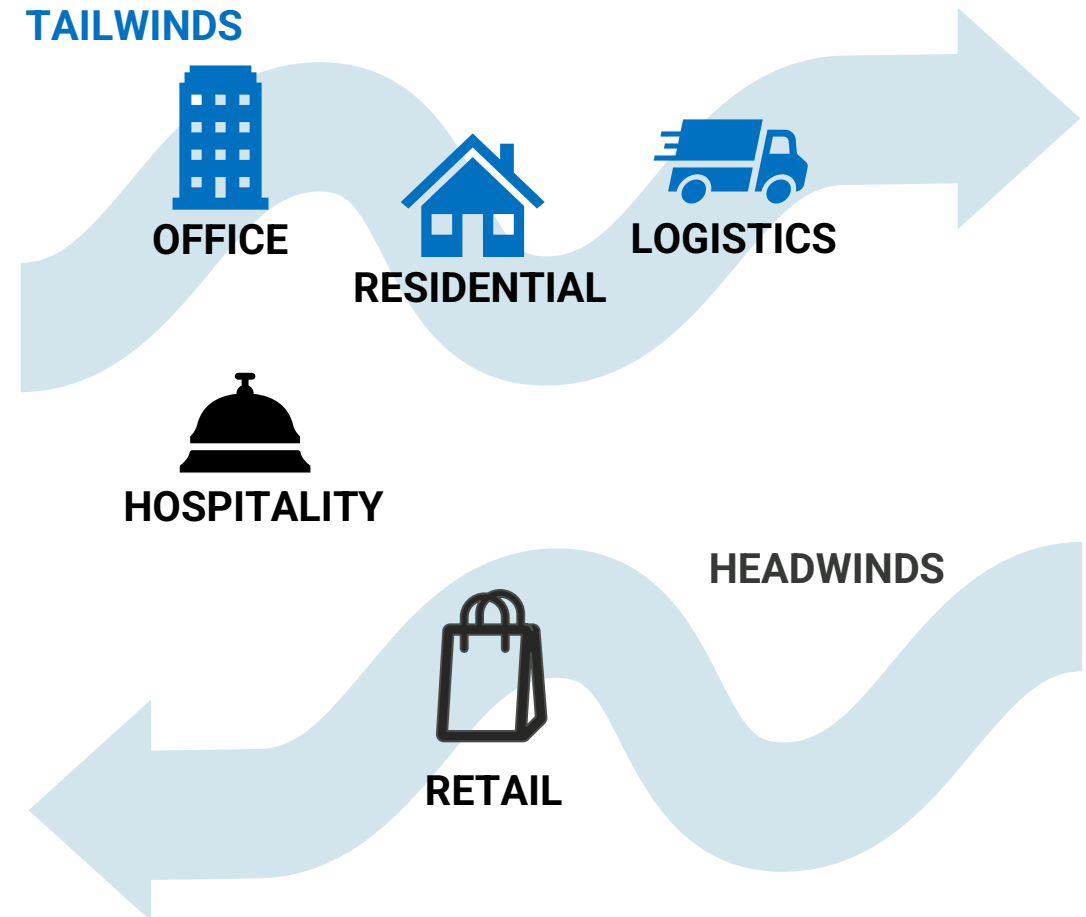 TAILWINDS
OFFICE
LOGISTICS
RESIDENTIAL
HOSPITALITY
HEADWINDS
RETAIL